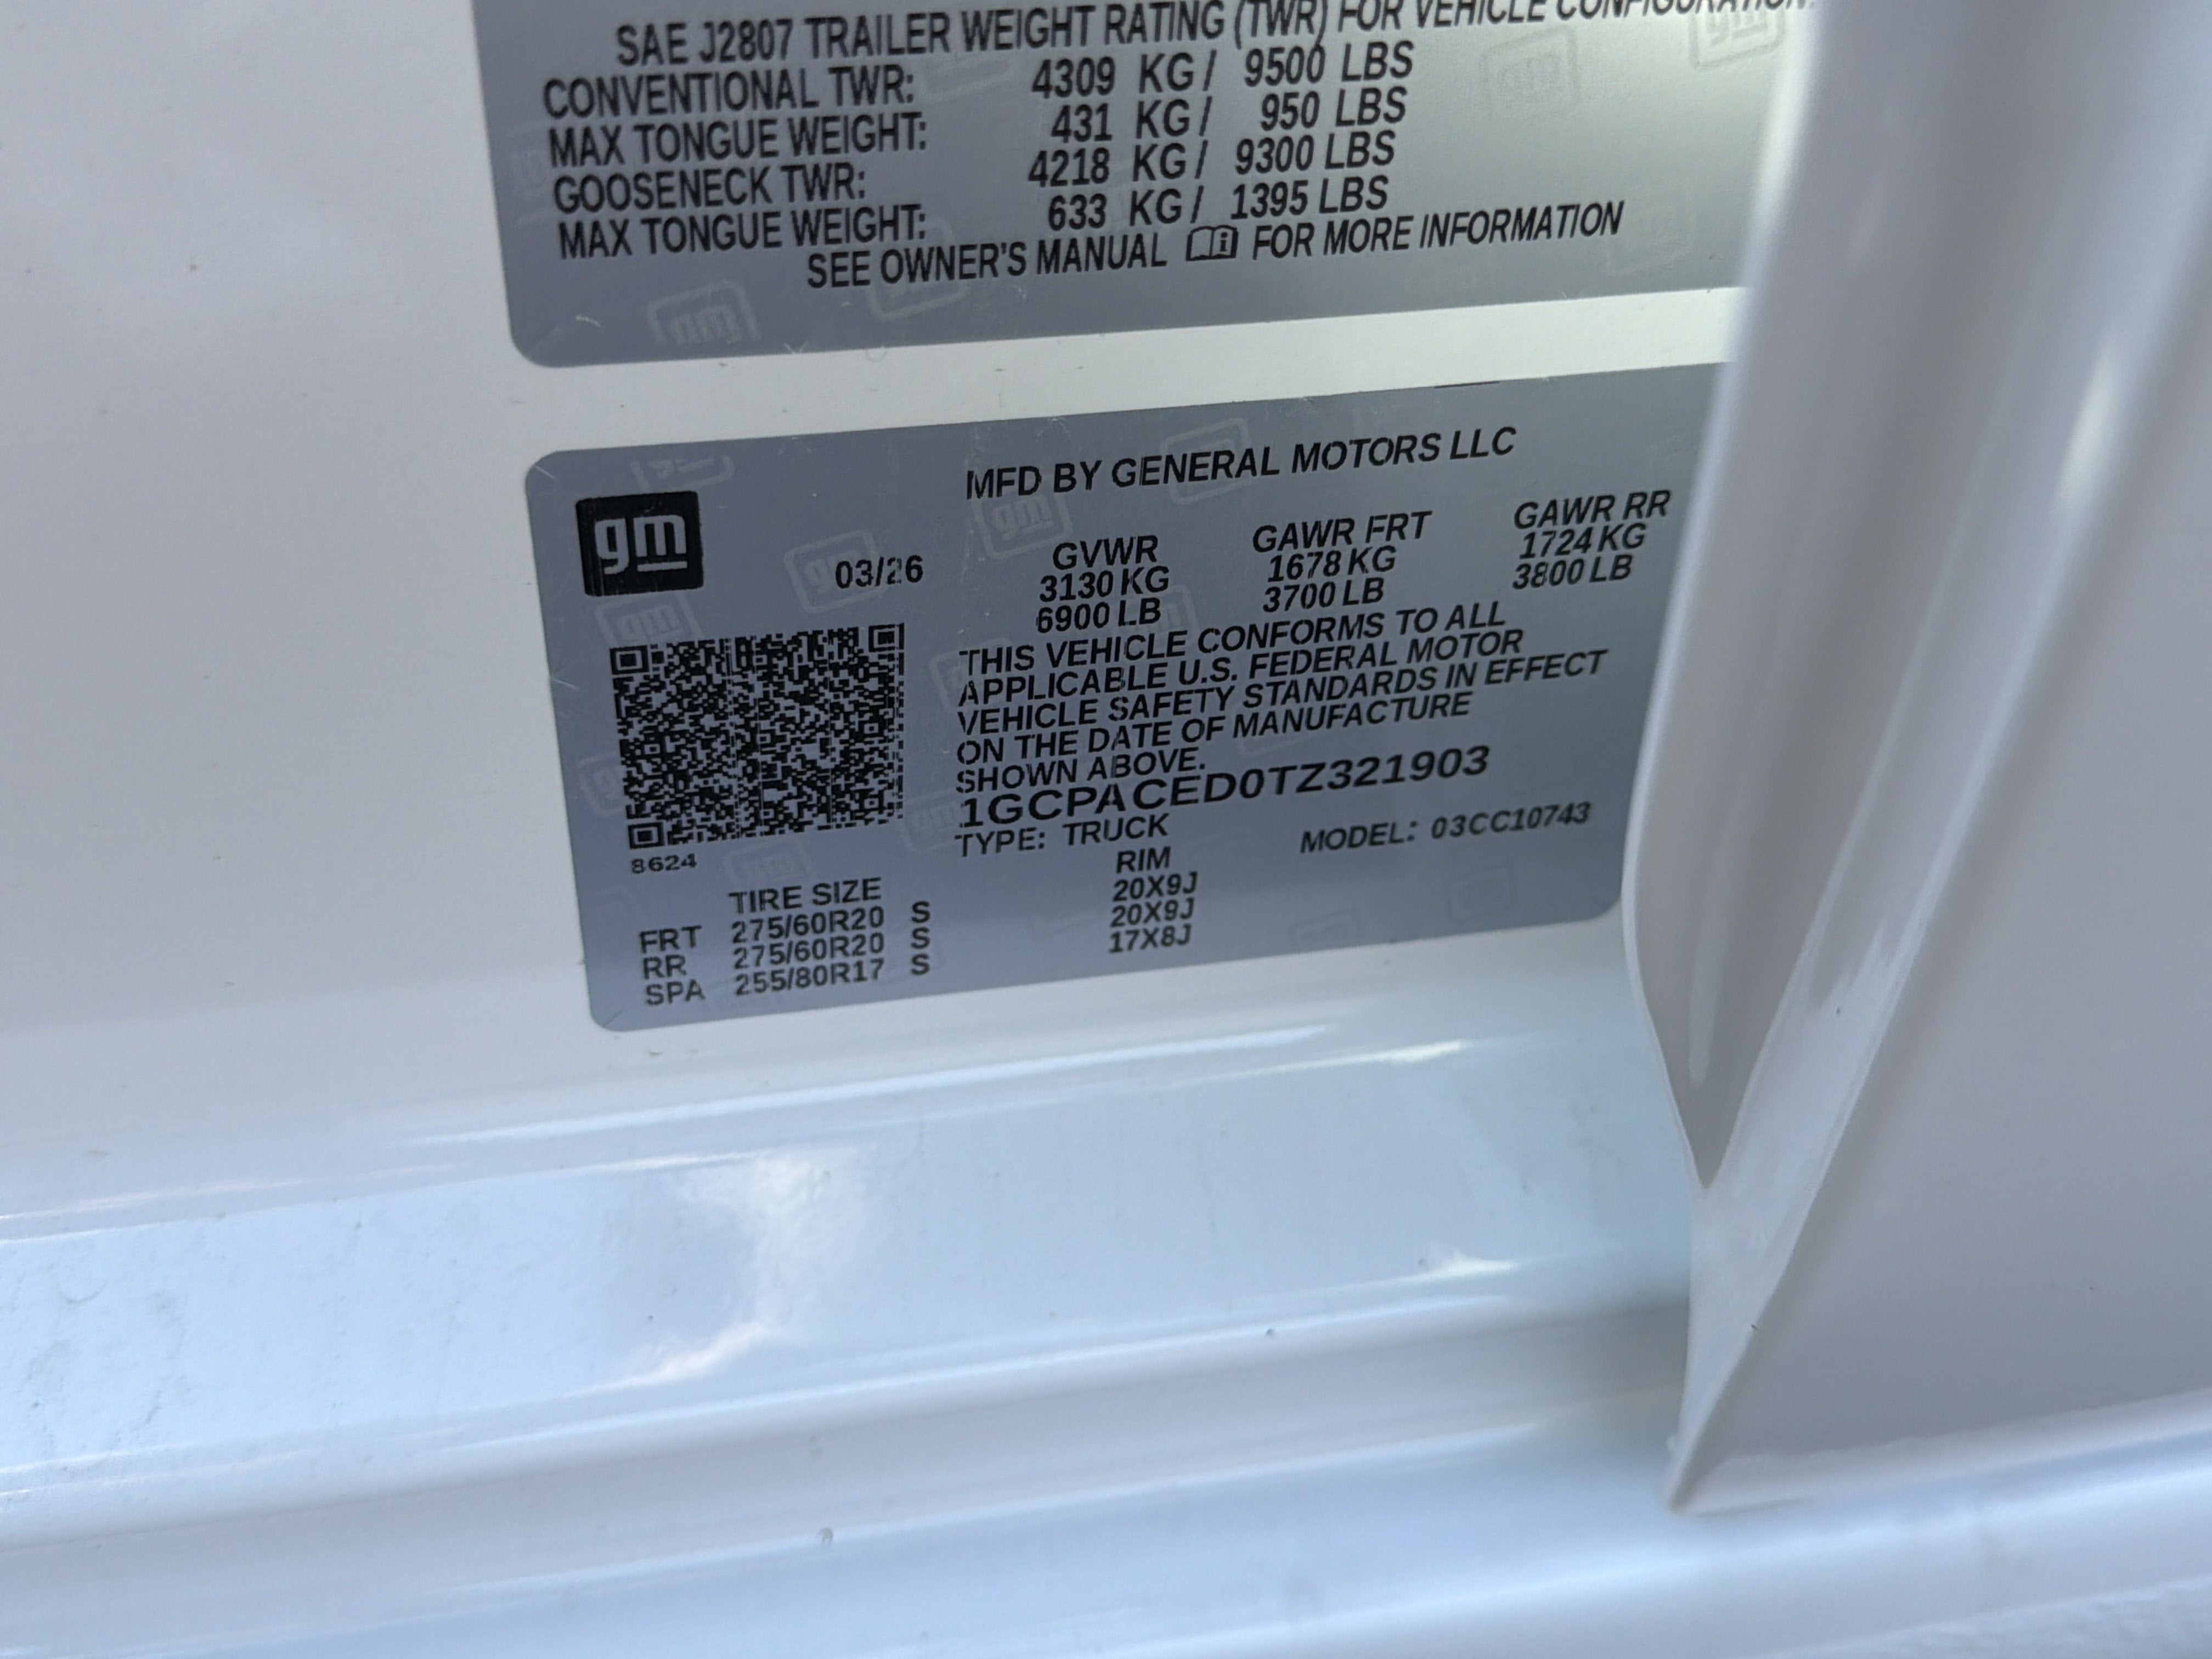 SAE J2807 TRAILER WEIGHT RATING (TWR) FOR VEHICLE CONFIGURATION:
CONVENTIONAL TWR: 4309 KG / 9500 LBS
MAX TONGUE WEIGHT: 431 KG / 950 LBS
GOOSENECK TWR: 4218 KG / 9300 LBS
MAX TONGUE WEIGHT: 633 KG / 1395 LBS
SEE OWNER'S MANUAL FOR MORE INFORMATION
gm
MFD BY GENERAL MOTORS LLC
03/26
GVWR GAWR FRT GAWR RR
3130 KG 1678 KG 1724 KG
6900 LB 3700 LB 3800 LB
THIS VEHICLE CONFORMS TO ALL
APPLICABLE U.S. FEDERAL MOTOR
VEHICLE SAFETY STANDARDS IN EFFECT
ON THE DATE OF MANUFACTURE
SHOWN ABOVE.
1GCPACED0TZ321903
TYPE: TRUCK MODEL: 03CC10743
8624
TIRE SIZE RIM
FRT 275/60R20 S 20X9J
RR 275/60R20 S 20X9J
SPA 255/80R17 S 17X8J